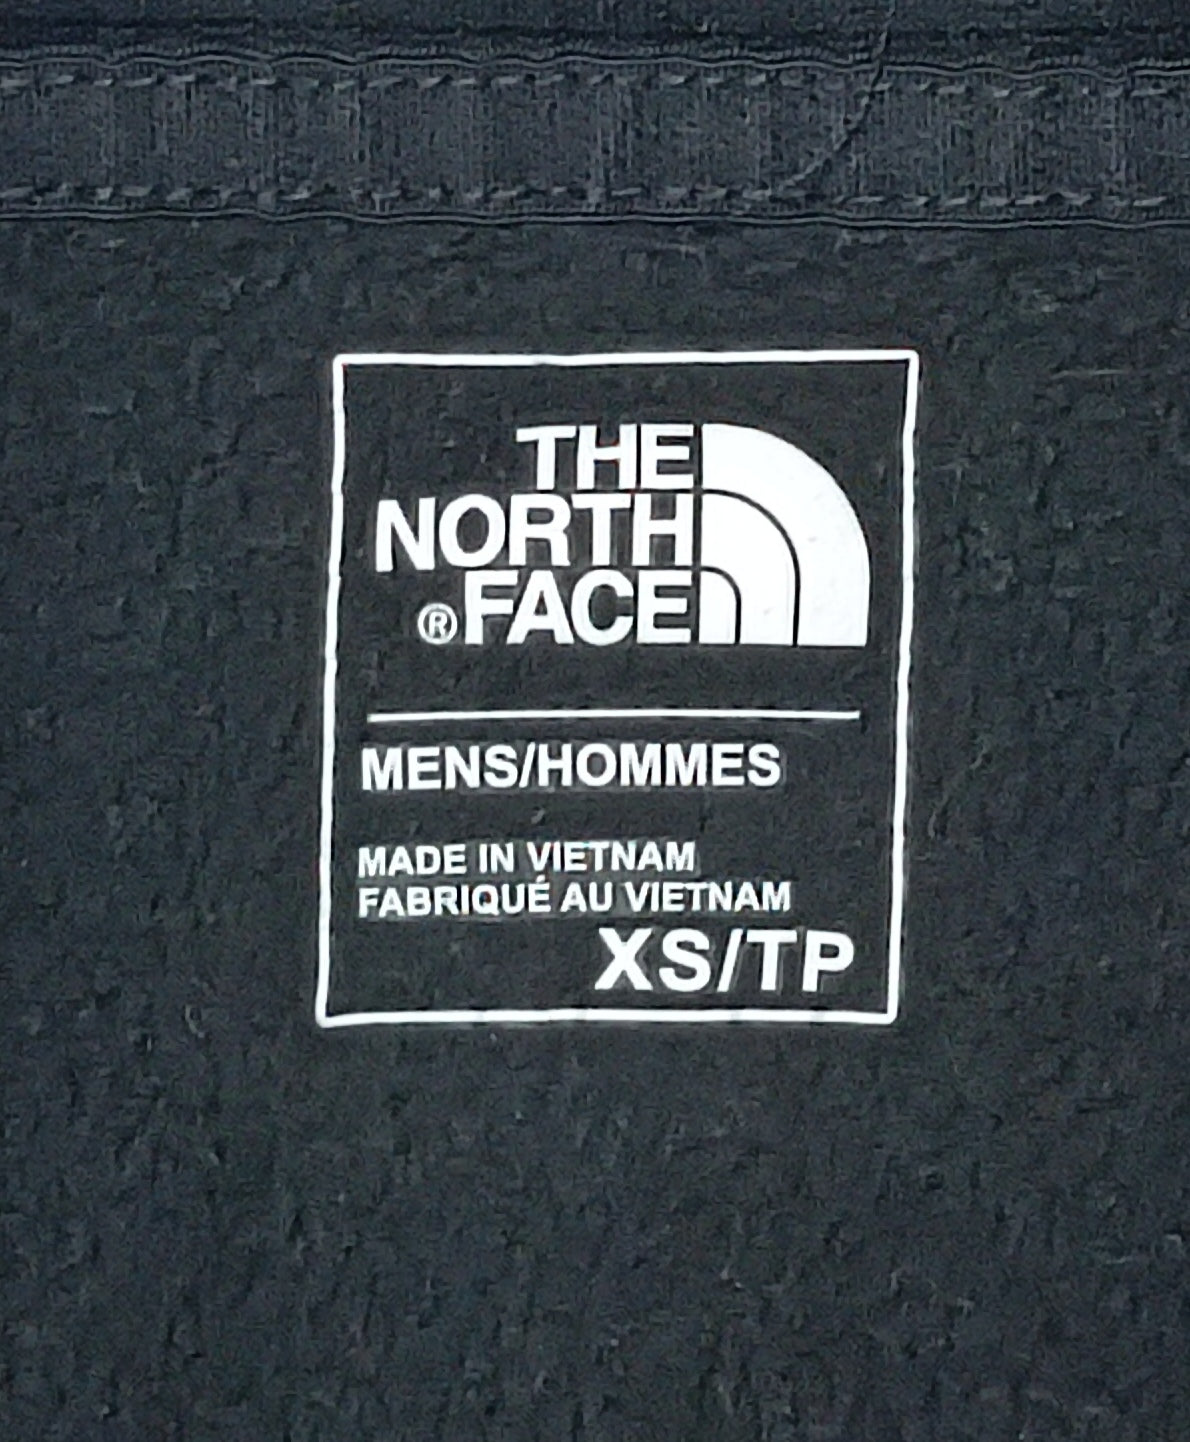 THE
NORTH
®FACE
MENS/HOMMES
MADE IN VIETNAM
FABRIQUÉ AU VIETNAM
XS/TP